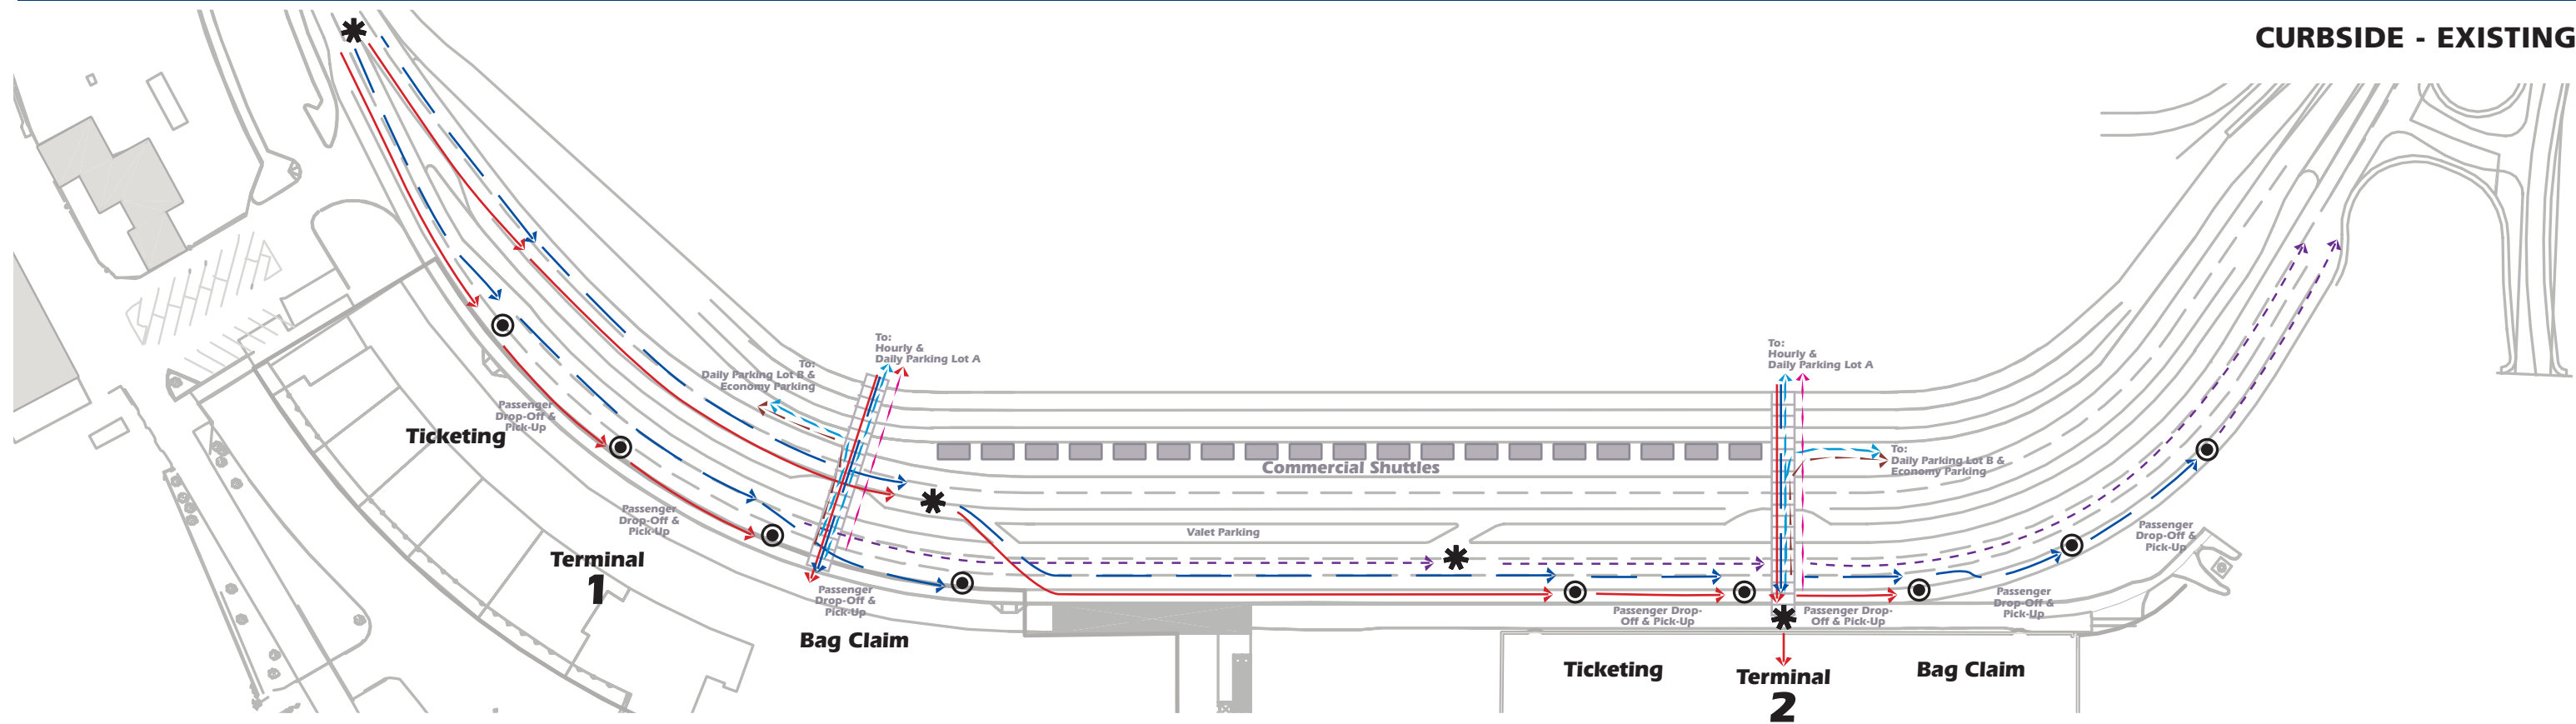 CURBSIDE - EXISTING
To:
Hourly &
Daily Parking Lot A
To:
Daily Parking Lot B &
Economy Parking
To:
Hourly &
Daily Parking Lot A
To:
Daily Parking Lot B &
Economy Parking
Passenger
Drop-Off &
Pick-Up
Ticketing
Commercial Shuttles
Valet Parking
Passenger
Drop-Off &
Pick-Up
Terminal
1
Passenger
Drop-Off &
Pick-Up
Bag Claim
Passenger Drop-
Off & Pick-Up
Passenger Drop-
Off & Pick-Up
Passenger
Drop-Off &
Pick-Up
Passenger
Drop-Off &
Pick-Up
Ticketing
Terminal
2
Bag Claim